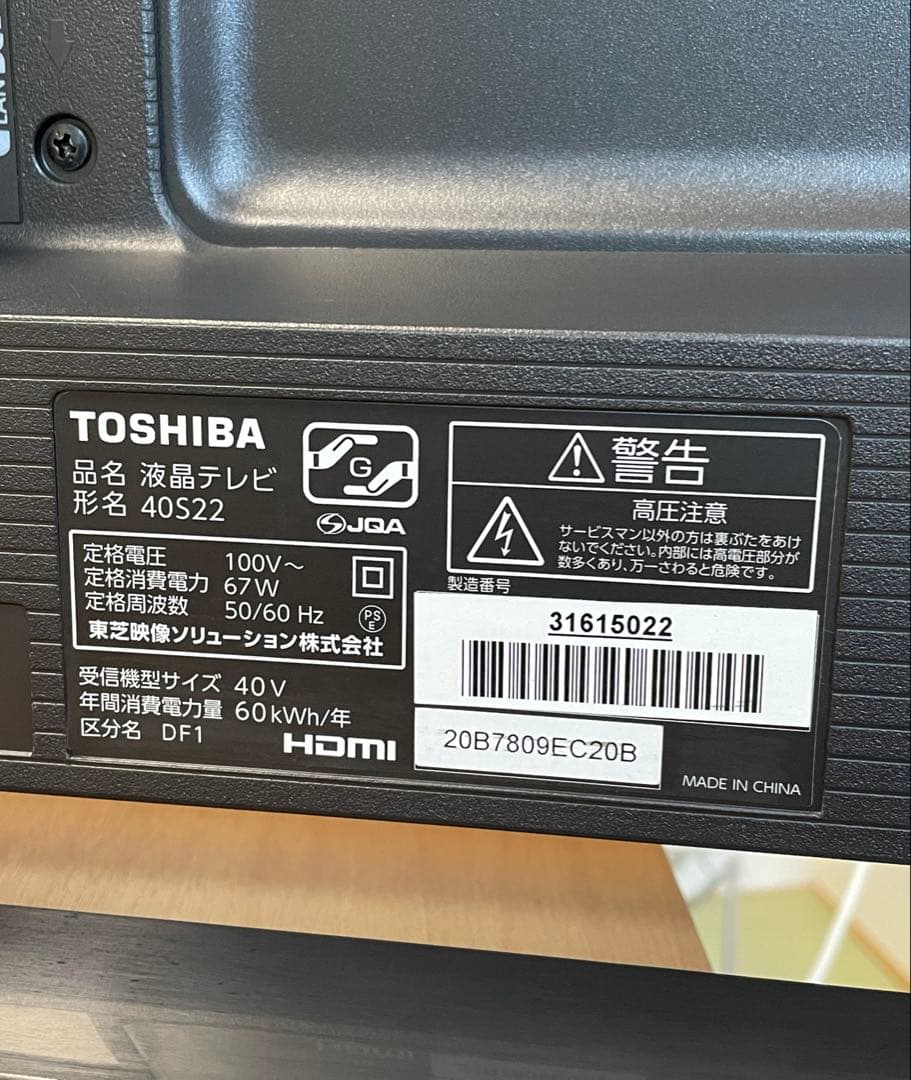 TOSHIBA
品名 液晶テレビ
形名 40S22
G
JQA
定格電圧 100V～
定格消費電力 67W
定格周波数 50/60 Hz
PS
E
東芝映像ソリューション株式会社
受信機型サイズ 40V
年間消費電力量 60kWh/年
区分名 DF1
HDMI
警告
高圧注意
サービスマン以外の方は裏ぶたをあけ
ないでください。内部には高電圧部分が
数多くあり、万一さわると危険です。
製造番号
31615022
20B7809EC20B
MADE IN CHINA